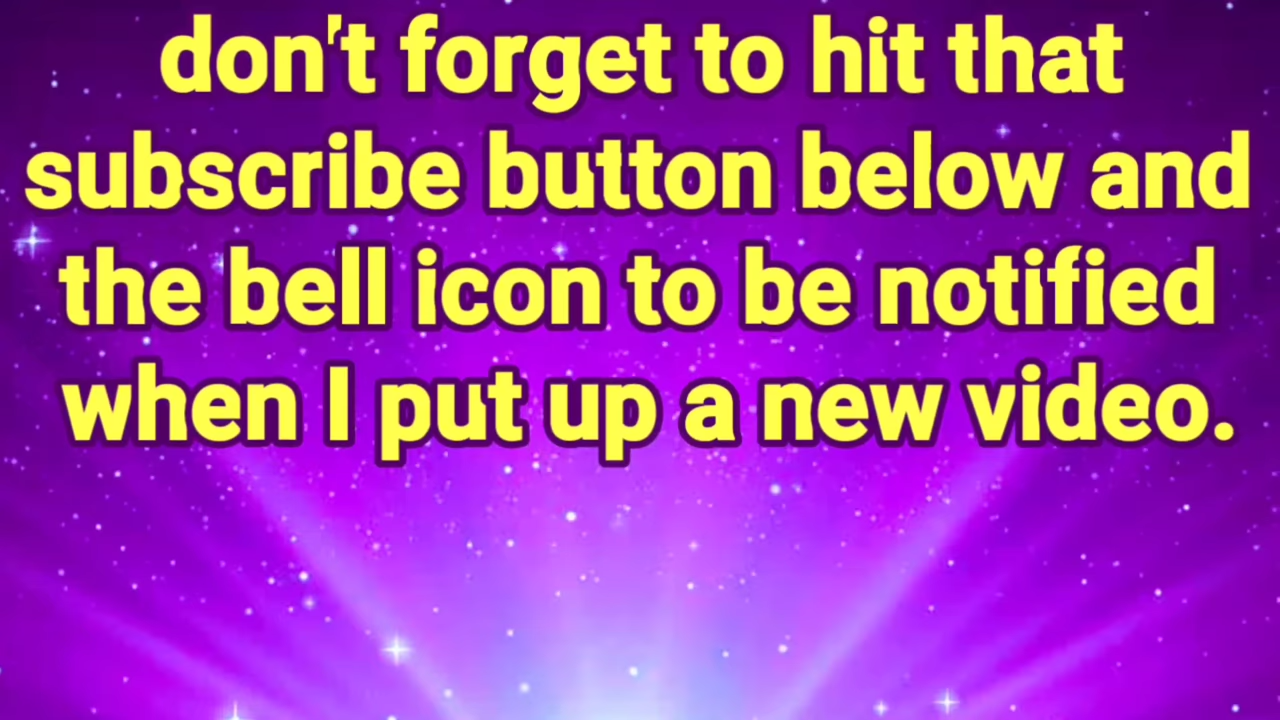 don't forget to hit that
subscribe button below and
the bell icon to be notified
when I put up a new video.